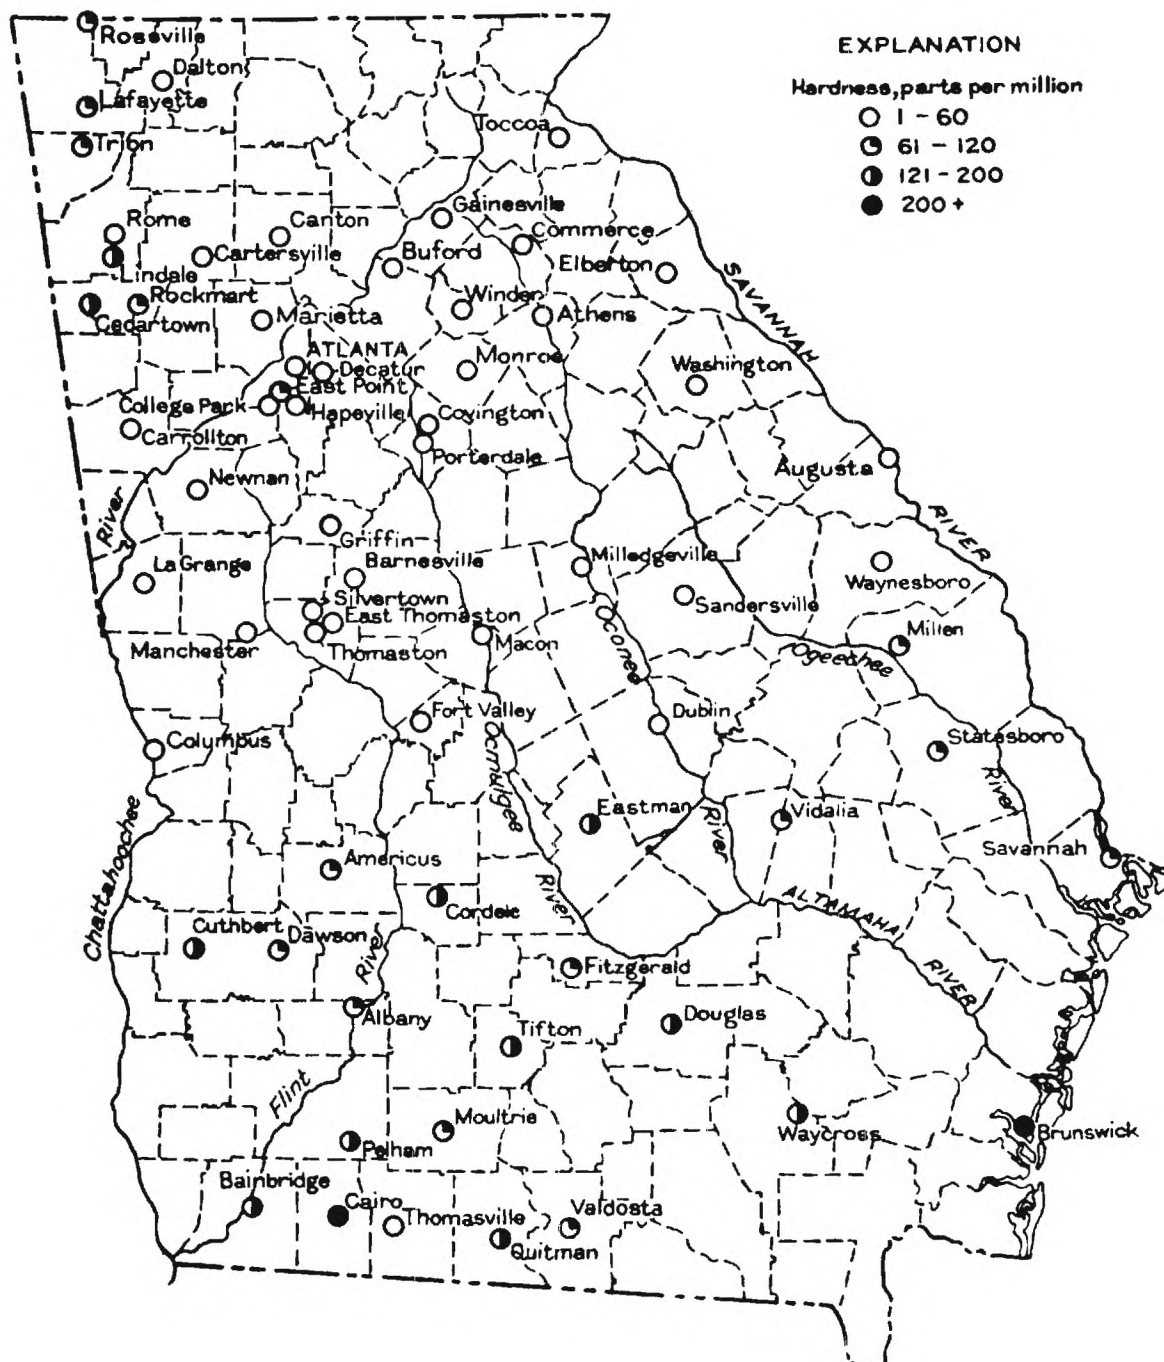 EXPLANATION
Hardness, parts per million
1 - 60
61 - 120
121 - 200
200 +
Roseville
Dalton
Lafayette
Trion
Toccoa
Rome
Canton
Gainesville
Commerce
Cartersville
Buford
Elberton
Lindale
Rockmart
Cedartown
Marietta
Winder
Athens
SAVANNAH
ATLANTA
Decatur
Monroe
Washington
East Point
College Park
Hapeville
Covington
Carrollton
Porterdale
Augusta
Newnan
River
Griffin
RIVER
La Grange
Barnesville
Milledgeville
Waynesboro
Silvertown
East Thomaston
Sandersville
Manchester
Thomaston
Macon
Oconee
Ogeechee
Millen
Fort Valley
Dublin
Columbus
Ocmulgee
Statesboro
River
Chattahoochee
Eastman
River
Vidalia
Savannah
Americus
Cordele
River
ALTAMAHA
Cuthbert
Dawson
River
Fitzgerald
RIVER
Albany
Tifton
Douglas
Flint
Moultrie
Pelham
Waycross
Brunswick
Bainbridge
Cairo
Thomasville
Valdosta
Quitman